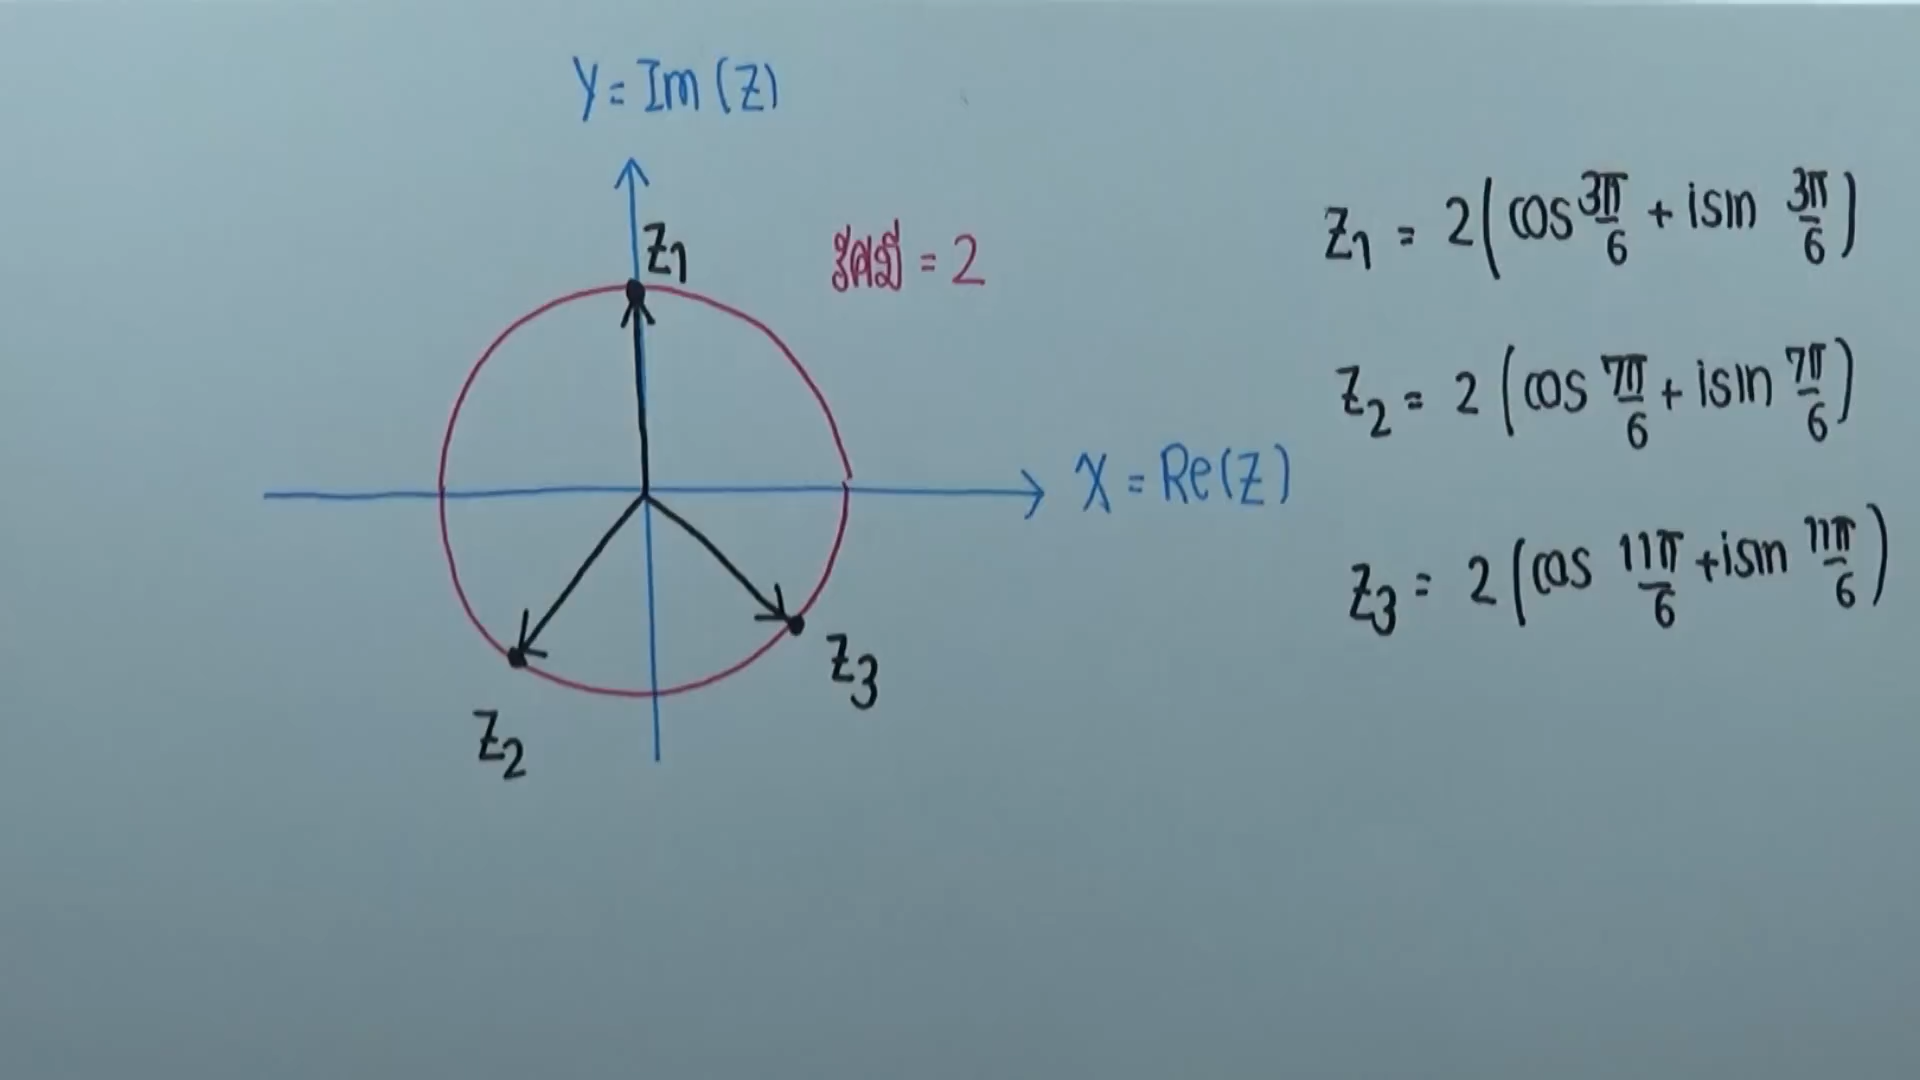 Y = Im (Z)
Z1
รัศมี = 2
X = Re(Z)
Z2
Z3
Z1 = 2(cos 3π/6 + isin 3π/6)
Z2 = 2 (cos 7π/6 + isin 7π/6)
Z3 = 2 (cos 11π/6 + isin 11π/6)